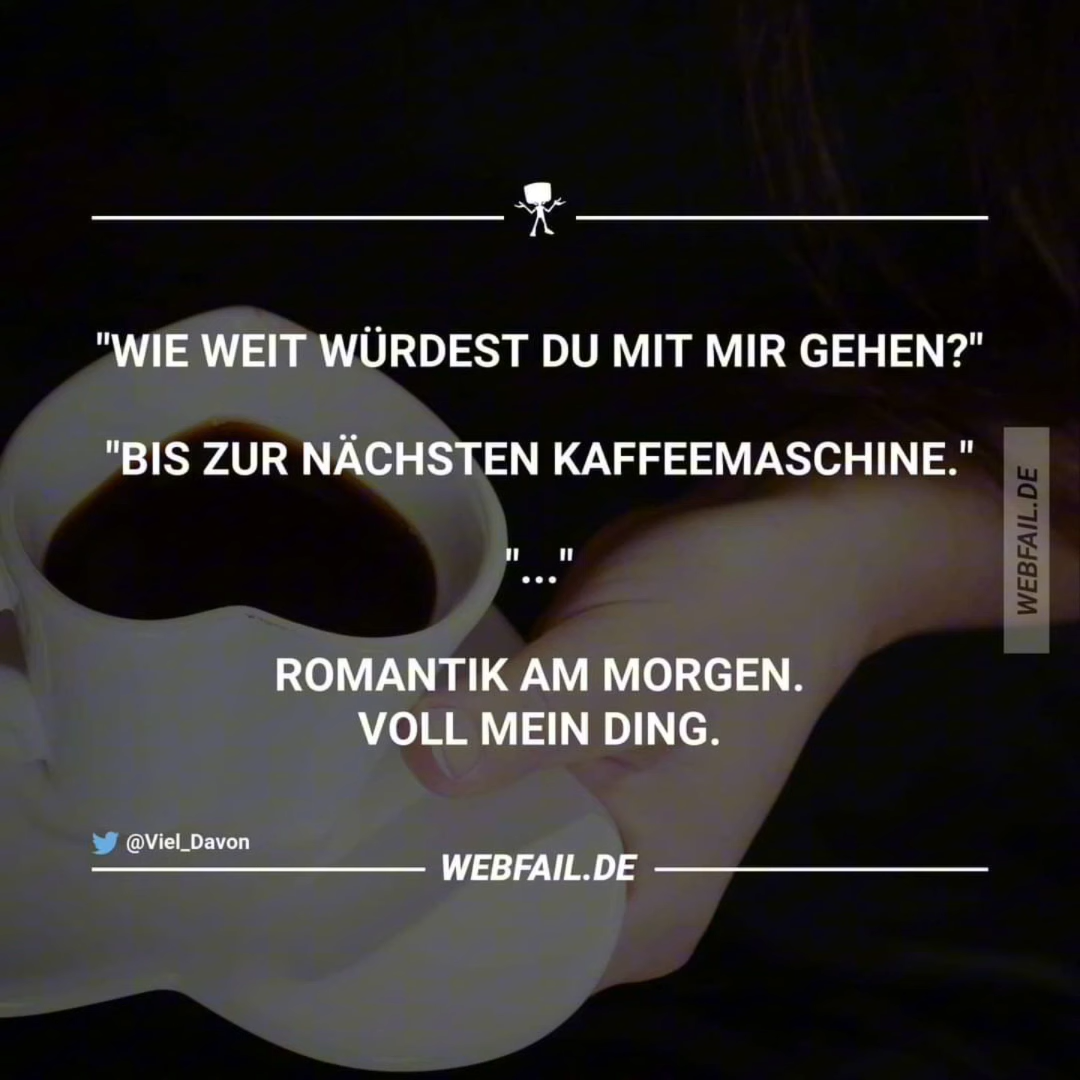 "WIE WEIT WÜRDEST DU MIT MIR GEHEN?"
"BIS ZUR NÄCHSTEN KAFFEEMASCHINE."
"..."
ROMANTIK AM MORGEN.
VOLL MEIN DING.
@Viel_Davon
WEBFAIL.DE
WEBFAIL.DE